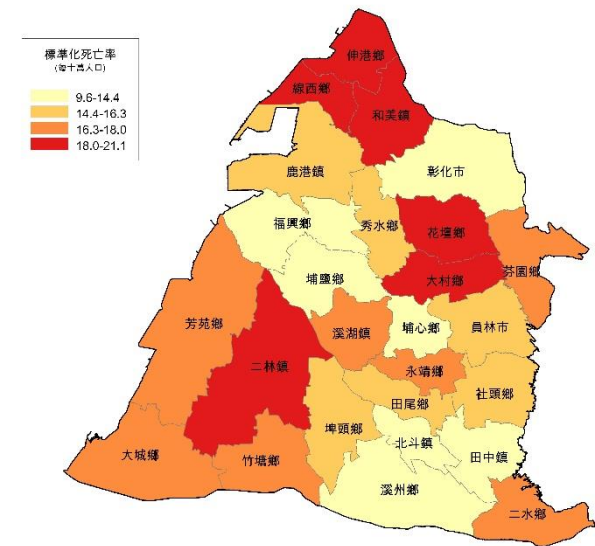 標準化死亡率
(每十萬人口)
9.6-14.4
14.4-16.3
16.3-18.0
18.0-21.1
伸港鄉
線西鄉
和美鎮
鹿港鎮
彰化市
福興鄉
秀水鄉
花壇鄉
芬園鄉
埔鹽鄉
大村鄉
芳苑鄉
溪湖鎮
埔心鄉
員林市
二林鎮
永靖鄉
社頭鄉
田尾鄉
埤頭鄉
北斗鎮
大城鄉
竹塘鄉
田中鎮
溪州鄉
二水鄉